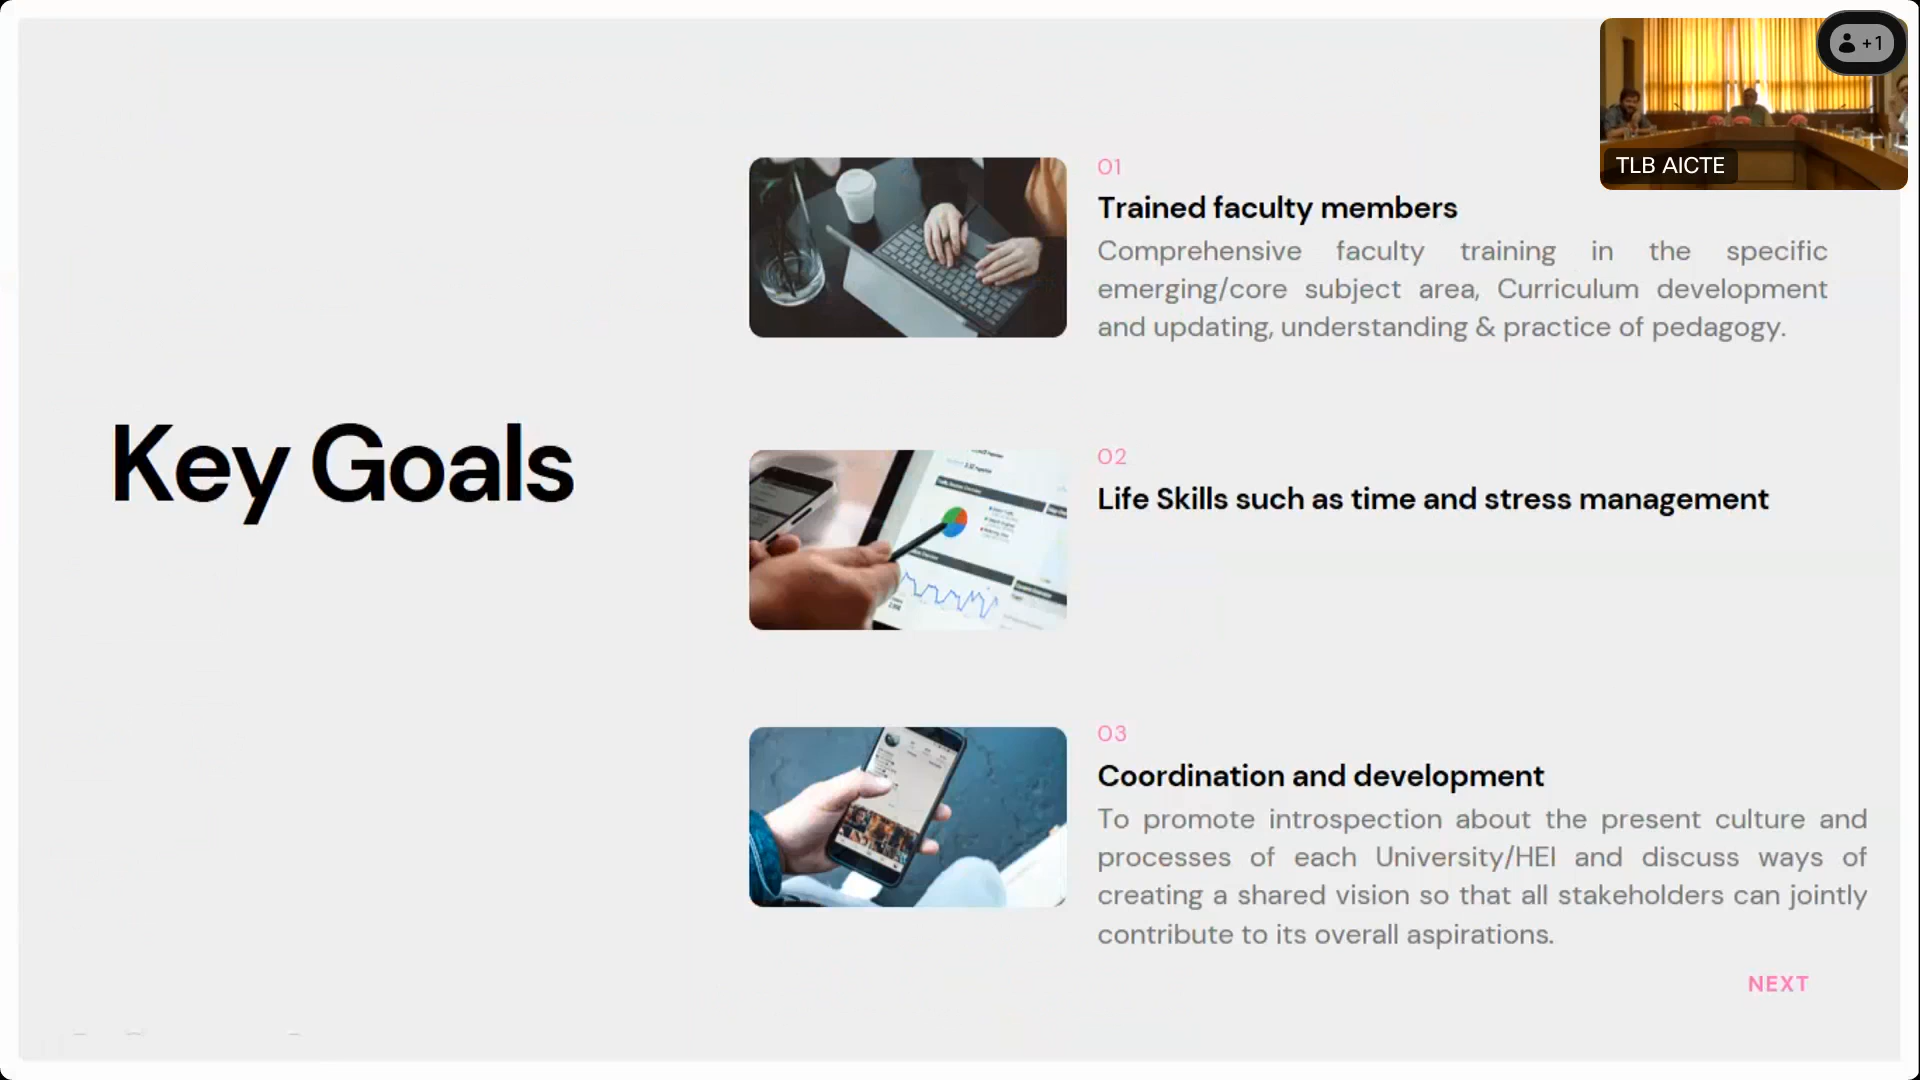 +1
TLB AICTE
Key Goals
01
Trained faculty members
Comprehensive faculty training in the specific
emerging/core subject area, Curriculum development
and updating, understanding & practice of pedagogy.
02
Life Skills such as time and stress management
03
Coordination and development
To promote introspection about the present culture and
processes of each University/HEI and discuss ways of
creating a shared vision so that all stakeholders can jointly
contribute to its overall aspirations.
NEXT